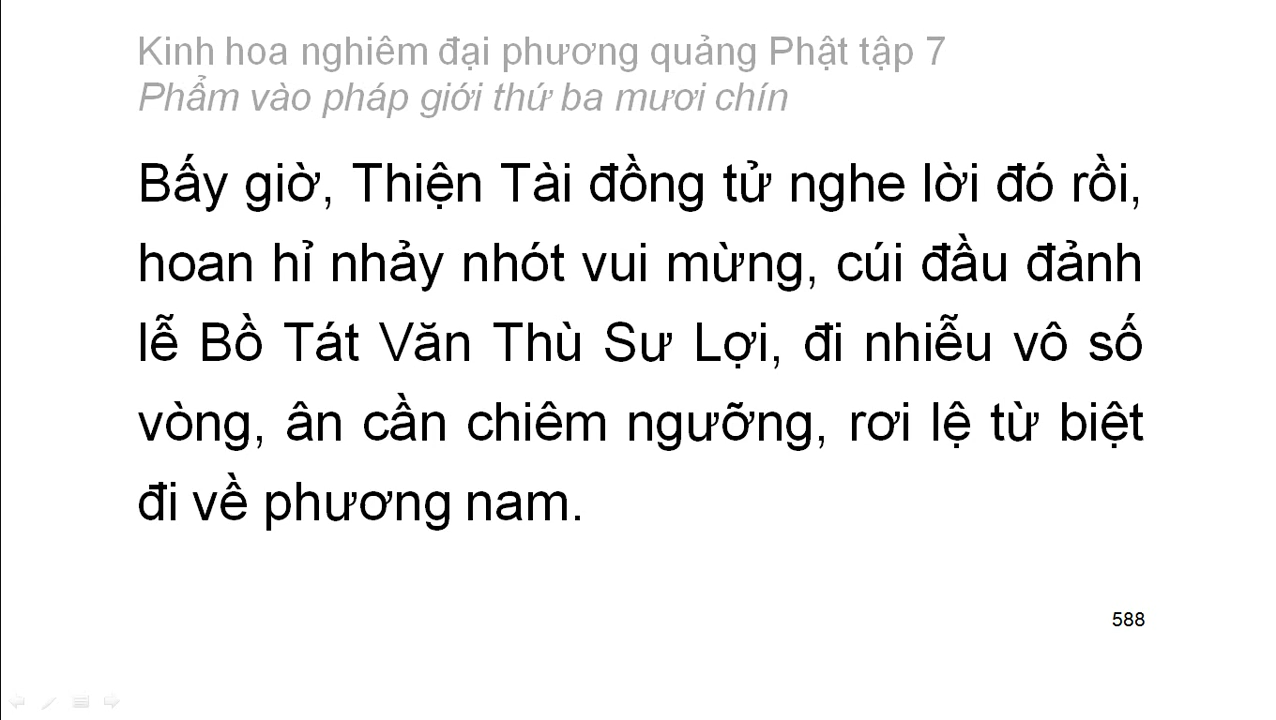 Kinh hoa nghiêm đại phương quảng Phật tập 7
Phẩm vào pháp giới thứ ba mươi chín
Bấy giờ, Thiện Tài đồng tử nghe lời đó rồi,
hoan hỉ nhảy nhót vui mừng, cúi đầu đảnh
lễ Bồ Tát Văn Thù Sư Lợi, đi nhiễu vô số
vòng, ân cần chiêm ngưỡng, rơi lệ từ biệt
đi về phương nam.
588